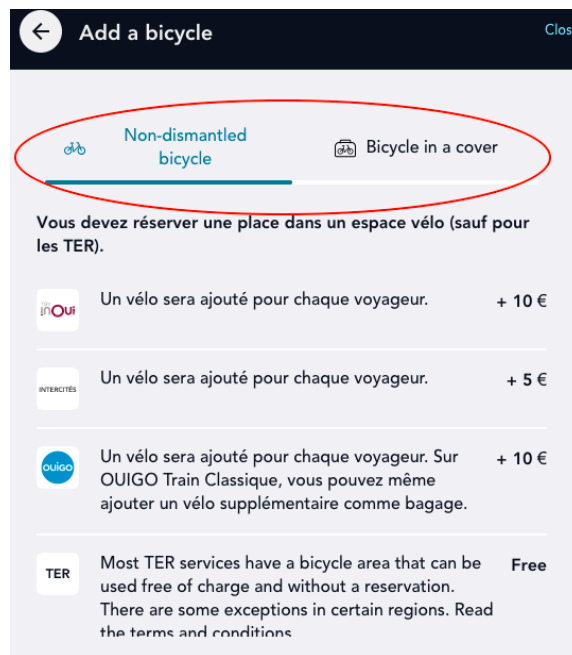 Add a bicycle
Clos
Non-dismantled
bicycle
Bicycle in a cover
Vous devez réserver une place dans un espace vélo (sauf pour
les TER).
inOui
Un vélo sera ajouté pour chaque voyageur.
+ 10 €
INTERCITÉS
Un vélo sera ajouté pour chaque voyageur.
+ 5 €
OUIGO
Un vélo sera ajouté pour chaque voyageur. Sur
+ 10 €
OUIGO Train Classique, vous pouvez même
ajouter un vélo supplémentaire comme bagage.
TER
Most TER services have a bicycle area that can be
Free
used free of charge and without a reservation.
There are some exceptions in certain regions. Read
the terms and conditions